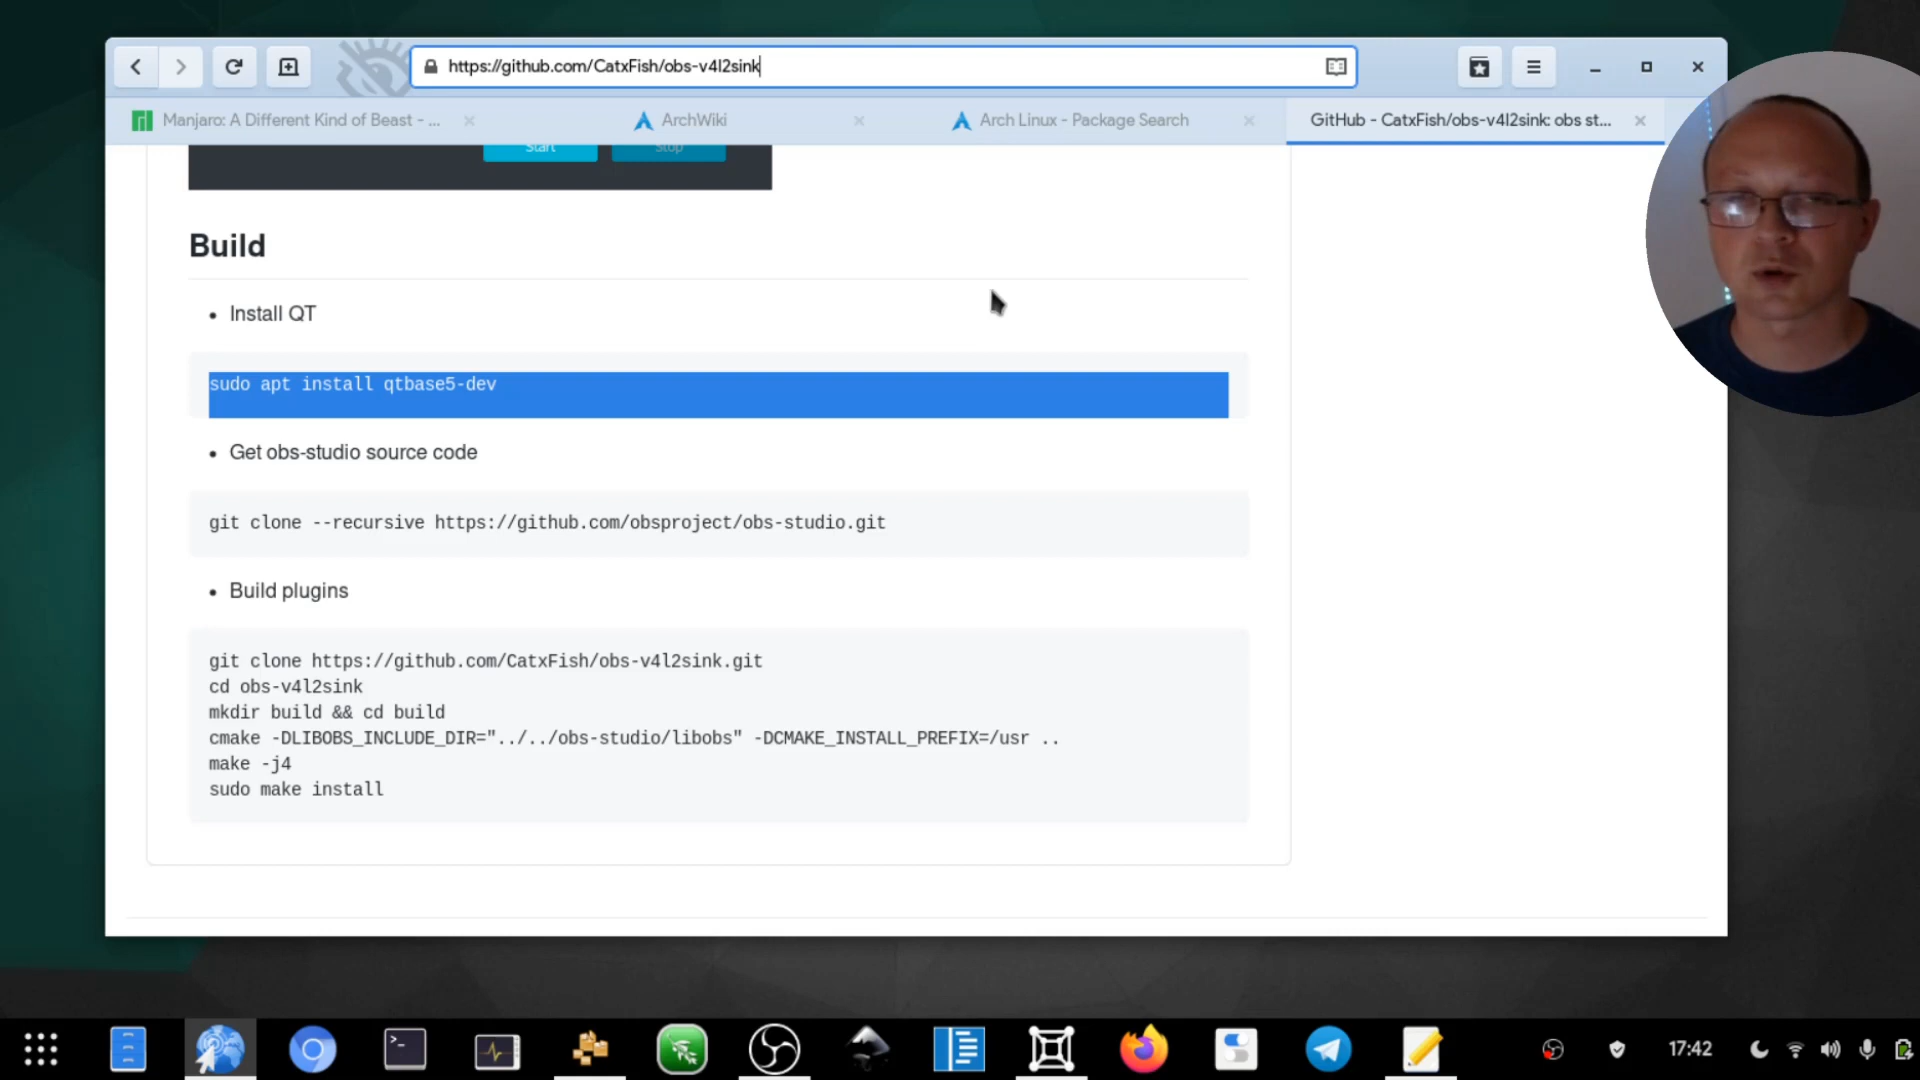 https://github.com/CatxFish/obs-v4l2sink
Manjaro: A Different Kind of Beast - ...
ArchWiki
Arch Linux - Package Search
GitHub - CatxFish/obs-v4l2sink: obs st...
Start
Stop
Build
• Install QT
sudo apt install qtbase5-dev
• Get obs-studio source code
git clone --recursive https://github.com/obsproject/obs-studio.git
• Build plugins
git clone https://github.com/CatxFish/obs-v4l2sink.git
cd obs-v4l2sink
mkdir build && cd build
cmake -DLIBOBS_INCLUDE_DIR="../../obs-studio/libobs" -DCMAKE_INSTALL_PREFIX=/usr ..
make -j4
sudo make install
17:42